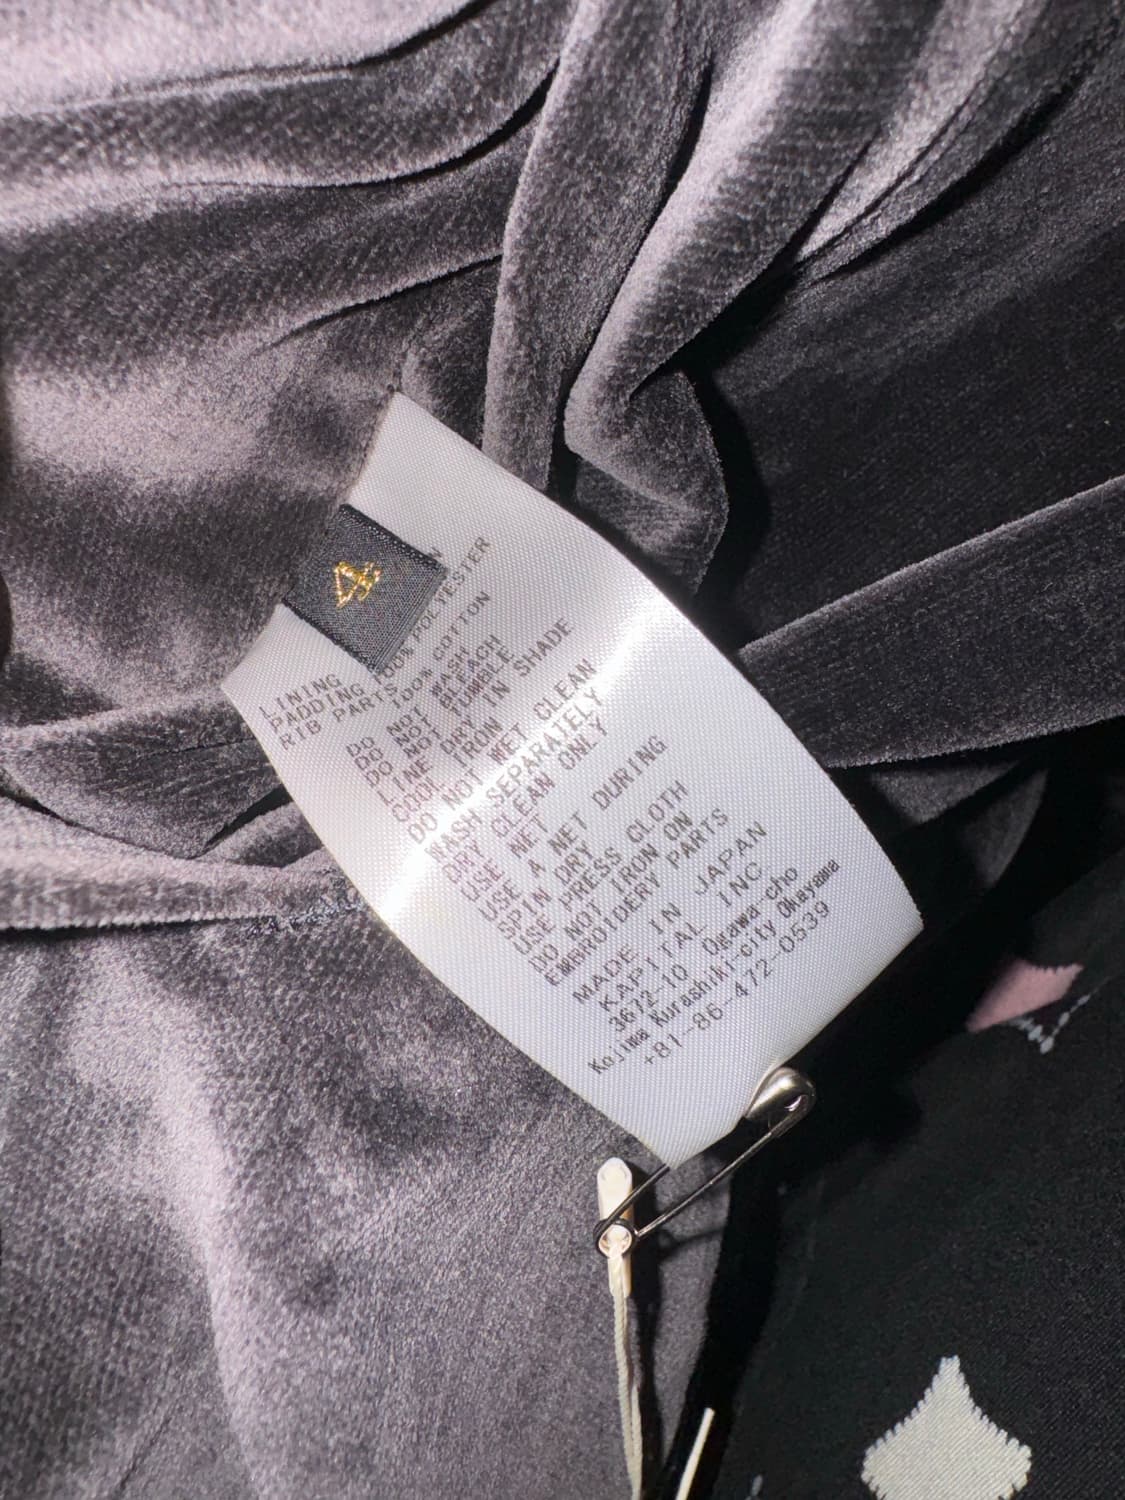 4
LINING
PADDING 100% POLYESTER
RIB PARTS 100% COTTON
DO NOT WASH
DO NOT BLEACH
DO NOT TUMBLE
LINE DRY IN SHADE
COOL IRON
DO NOT WET CLEAN
WASH SEPARATELY
DRY CLEAN ONLY
USE NET
USE A NET DURING
SPIN DRY
USE PRESS CLOTH
DO NOT IRON ON
EMBROIDERY PARTS
MADE IN JAPAN
KAPITAL INC
3672-10 Ogawa-cho
Kojima Kurashiki-city Okayama
+81-86-472-0539